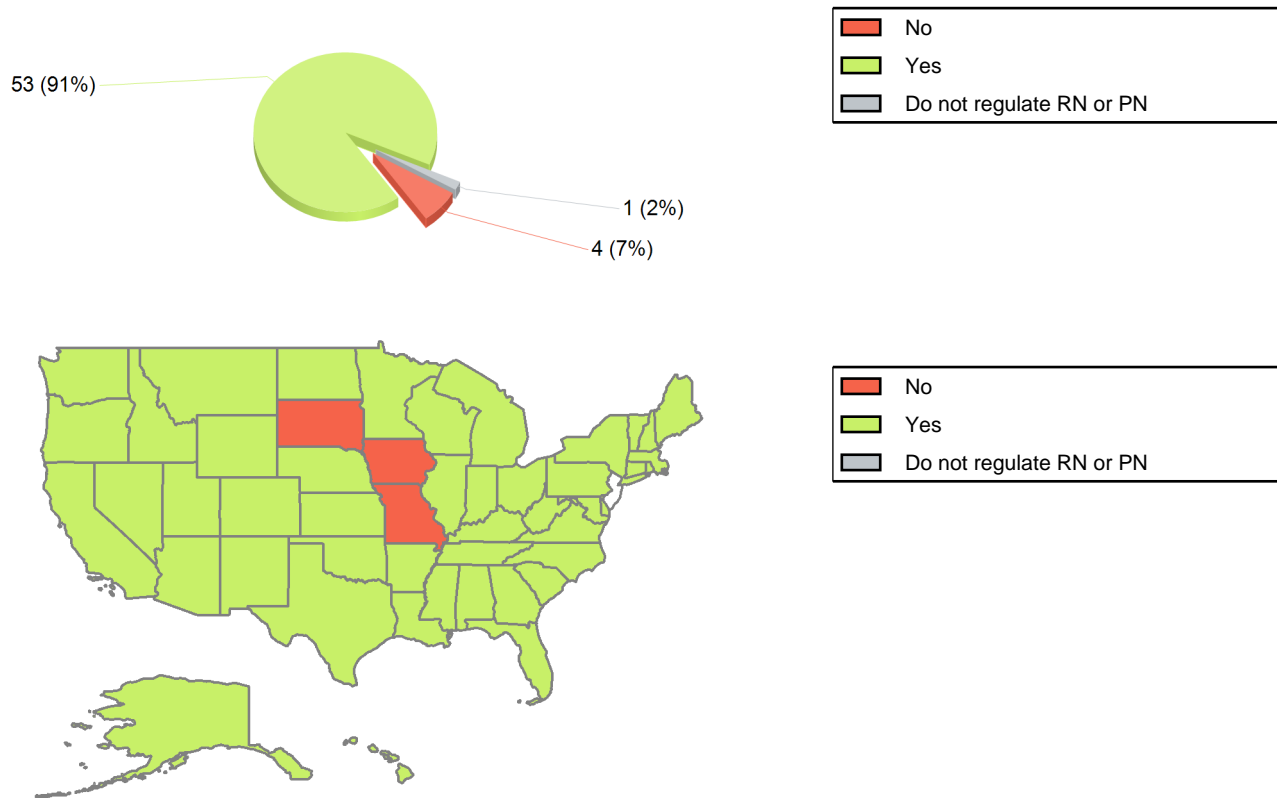 No
Yes
Do not regulate RN or PN
53 (91%)
1 (2%)
4 (7%)
No
Yes
Do not regulate RN or PN